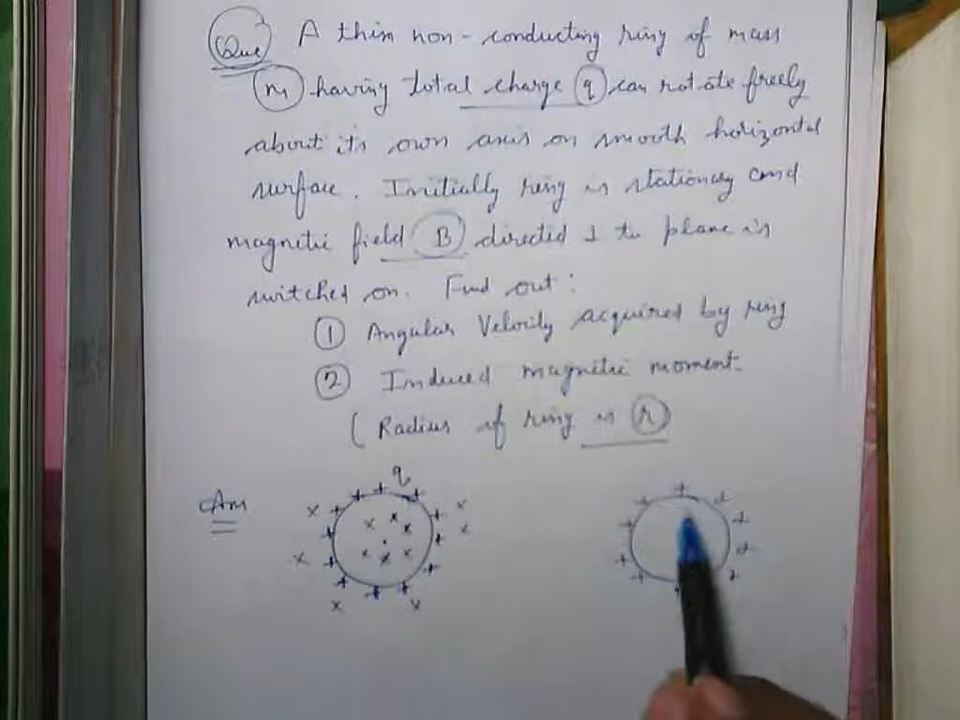 Que A thin non-conducting ring of mass
m having total charge q can rotate freely
about its own axis on smooth horizontal
surface. Initially ring is stationary and
magnetic field B directed ⊥ to plane is
switched on. Find out:
① Angular Velocity acquired by ring
② Induced magnetic moment.
( Radius of ring is r
q
Ans